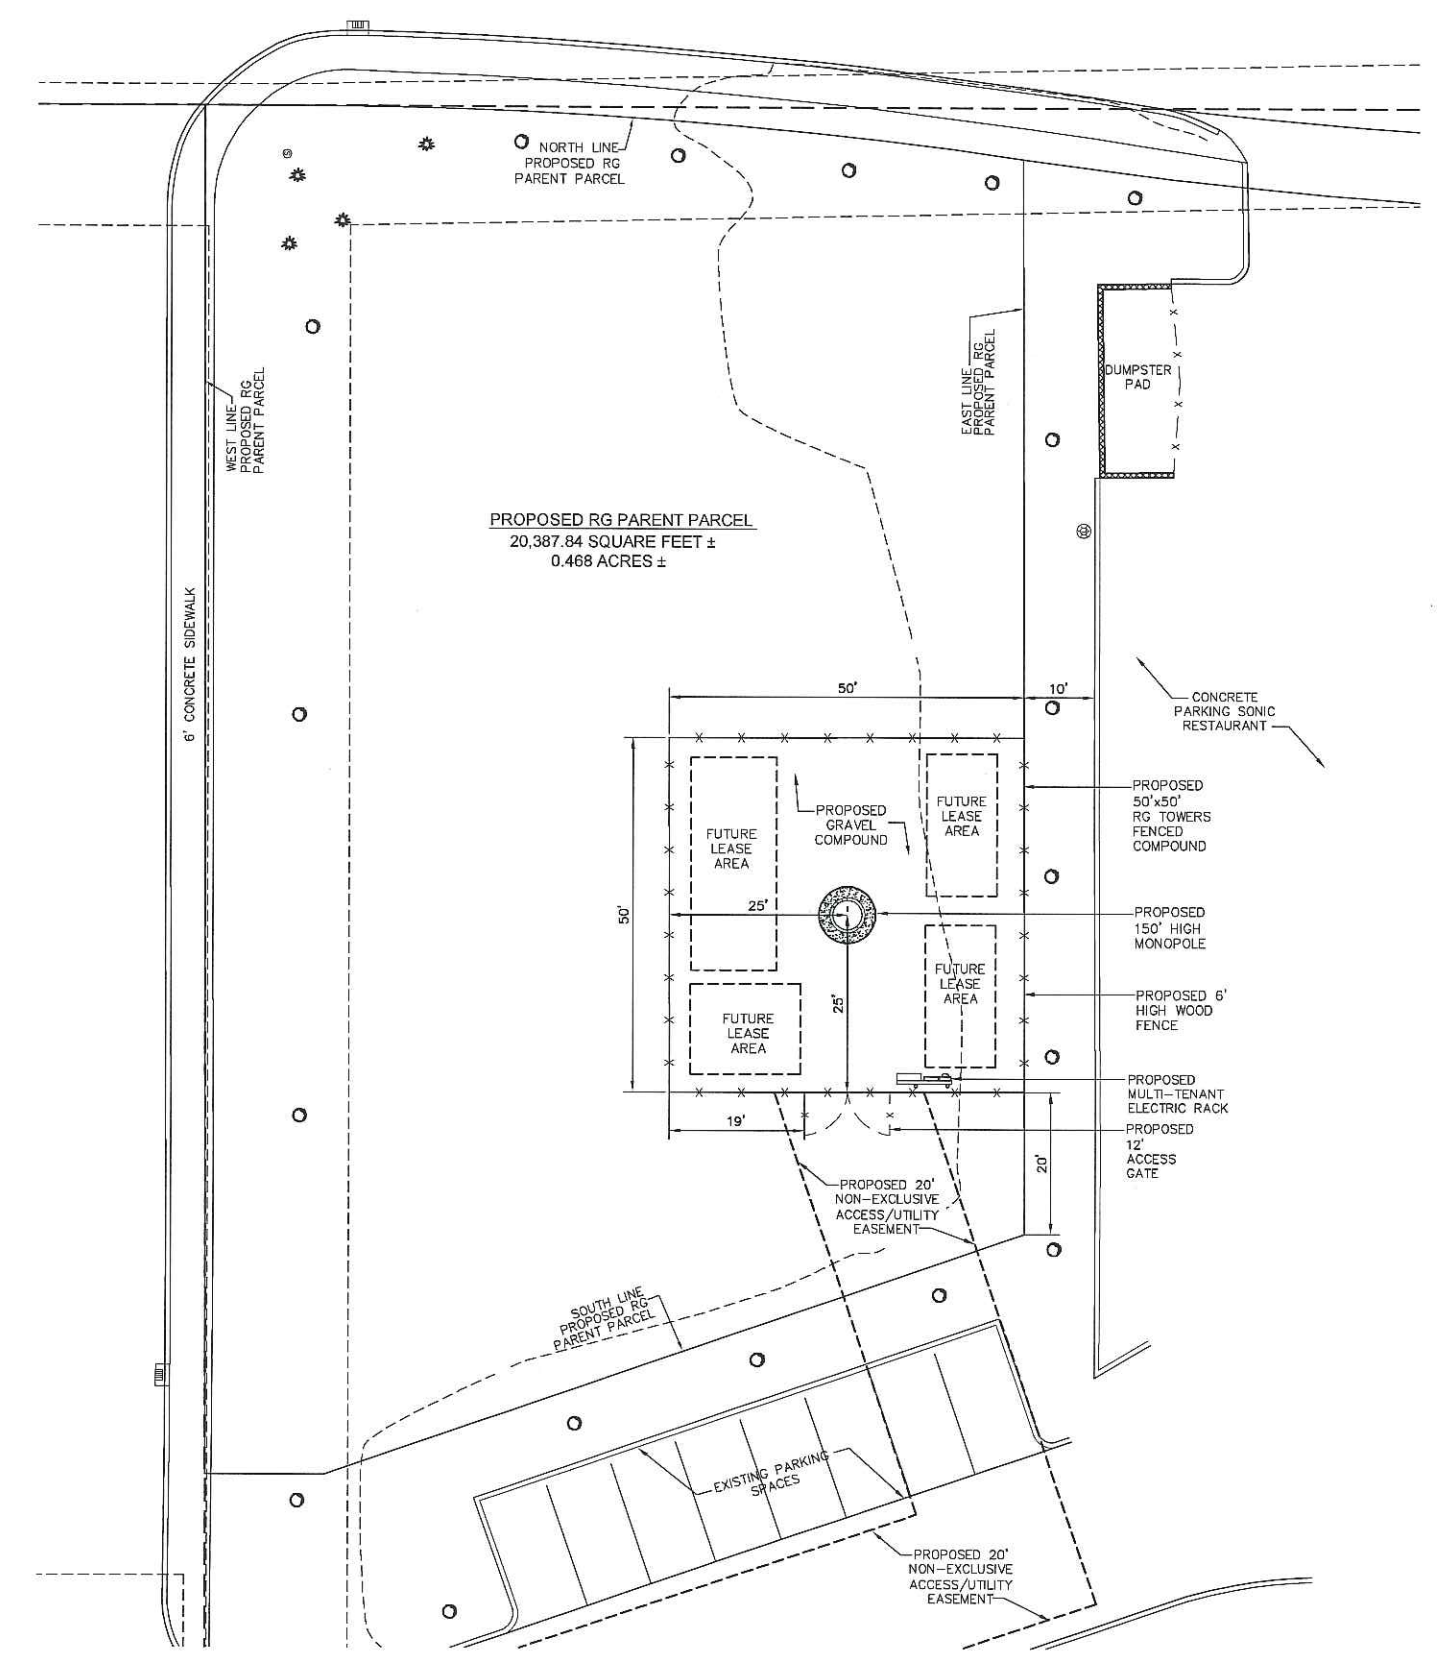 NORTH LINE
PROPOSED RG
PARENT PARCEL
WEST LINE
PROPOSED RG
PARENT PARCEL
EAST LINE
PROPOSED RG
PARENT PARCEL
DUMPSTER
PAD
PROPOSED RG PARENT PARCEL
20,387.84 SQUARE FEET ±
0.468 ACRES ±
6' CONCRETE SIDEWALK
50'
10'
CONCRETE
PARKING SONIC
RESTAURANT
50'
PROPOSED
GRAVEL
COMPOUND
FUTURE
LEASE
AREA
FUTURE
LEASE
AREA
PROPOSED
50'x50'
RG TOWERS
FENCED
COMPOUND
25'
PROPOSED
150' HIGH
MONOPOLE
25'
FUTURE
LEASE
AREA
FUTURE
LEASE
AREA
PROPOSED 6'
HIGH WOOD
FENCE
PROPOSED
MULTI-TENANT
ELECTRIC RACK
19'
PROPOSED
12'
ACCESS
GATE
20'
PROPOSED 20'
NON-EXCLUSIVE
ACCESS/UTILITY
EASEMENT
SOUTH LINE
PROPOSED RG
PARENT PARCEL
EXISTING PARKING
SPACES
PROPOSED 20'
NON-EXCLUSIVE
ACCESS/UTILITY
EASEMENT